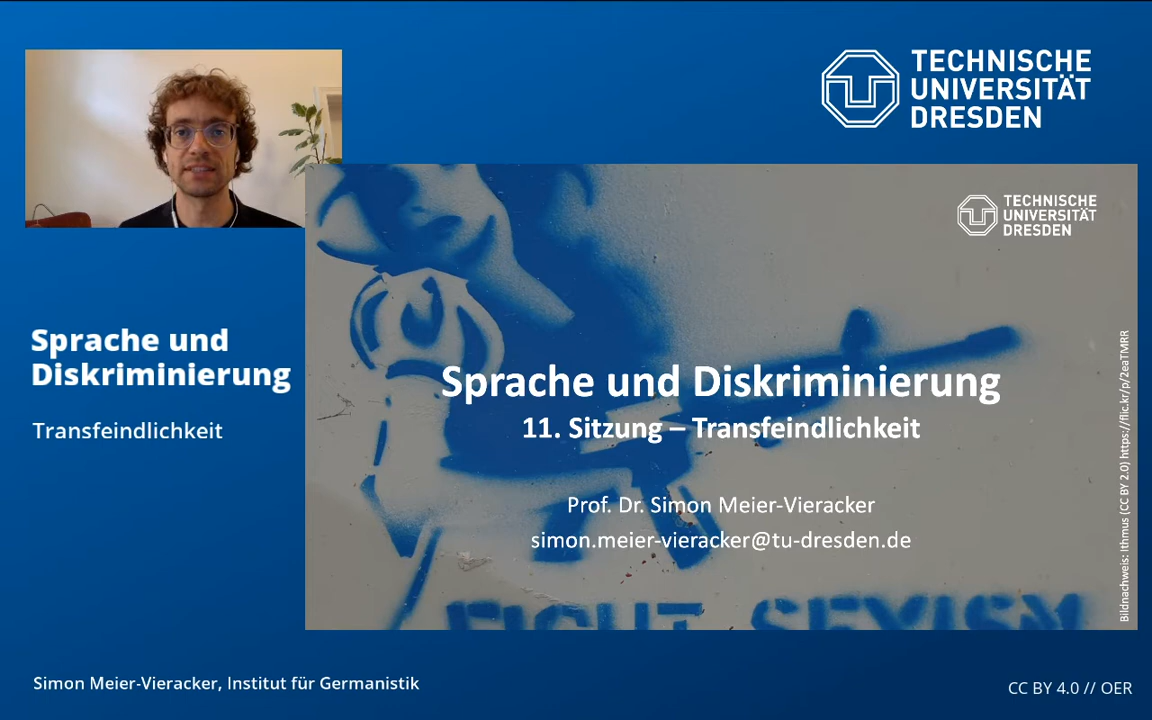 TECHNISCHE
UNIVERSITÄT
DRESDEN
TECHNISCHE
UNIVERSITÄT
DRESDEN
Sprache und
Diskriminierung
Transfeindlichkeit
Sprache und Diskriminierung
11. Sitzung – Transfeindlichkeit
Prof. Dr. Simon Meier-Vieracker
simon.meier-vieracker@tu-dresden.de
FIGHT SEXISM
Bildnachweis: Ithmus (CC BY 2.0) https://flic.kr/p/2eaTMRR
Simon Meier-Vieracker, Institut für Germanistik
CC BY 4.0 // OER